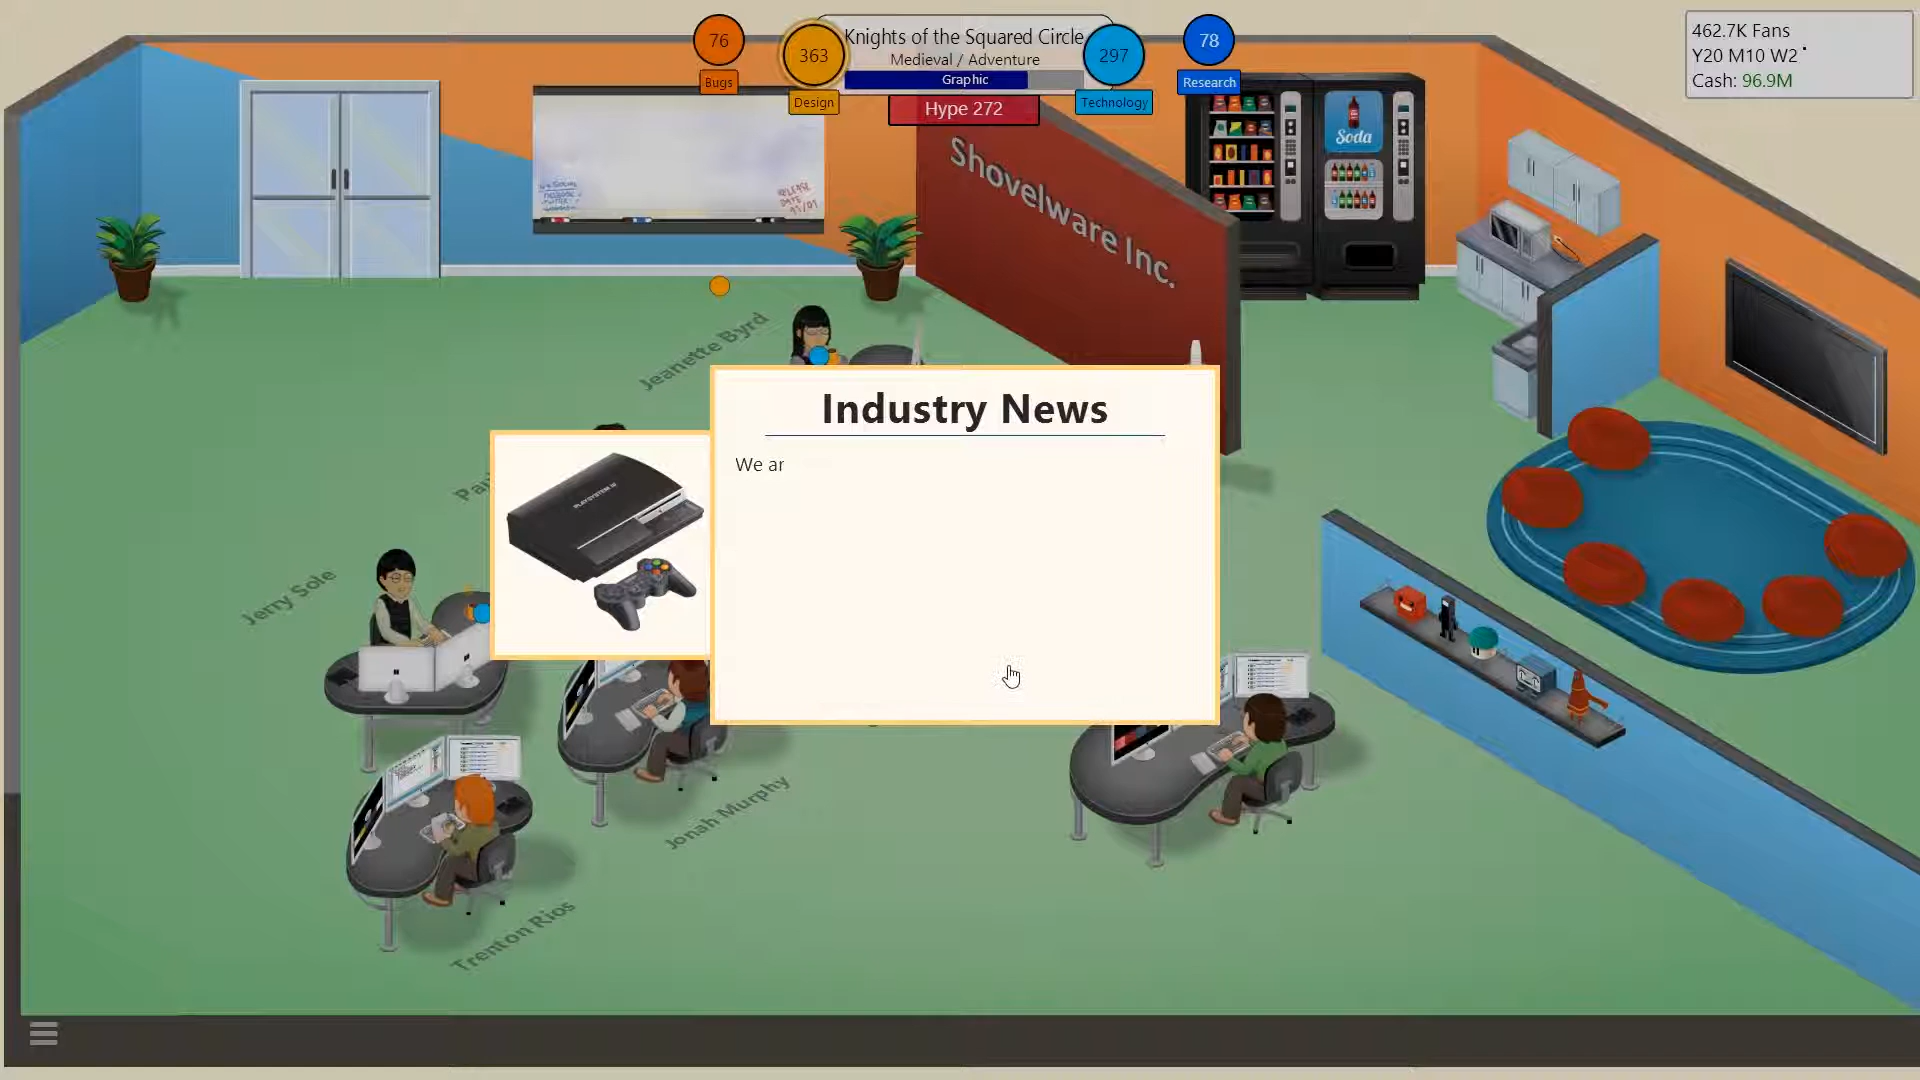 76
Bugs
363
Design
Knights of the Squared Circle
Medieval / Adventure
Graphic
Hype 272
297
Technology
78
Research
462.7K Fans
Y20 M10 W2
Cash: 96.9M
Soda
Shovelware Inc.
RELEASE
DATE
Jeanette Byrd
Industry News
We ar
Jerry Sole
Jonah Murphy
Trenton Rios